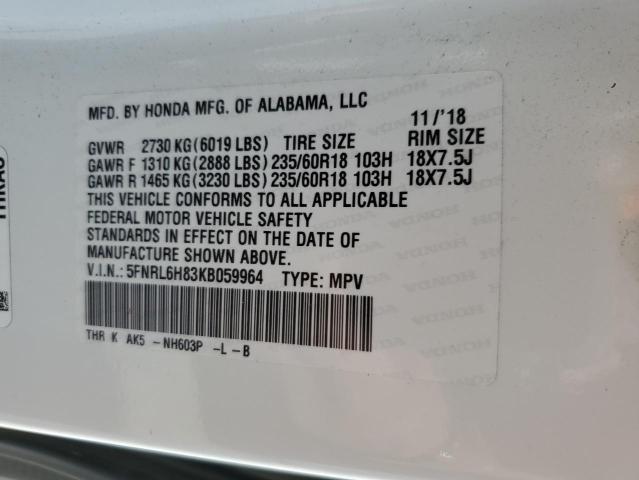 MFD. BY HONDA MFG. OF ALABAMA, LLC 11/'18
GVWR 2730 KG(6019 LBS) TIRE SIZE RIM SIZE
GAWR F 1310 KG(2888 LBS)235/60R18 103H 18X7.5J
GAWR R 1465 KG(3230 LBS)235/60R18 103H 18X7.5J
THIS VEHICLE CONFORMS TO ALL APPLICABLE
FEDERAL MOTOR VEHICLE SAFETY
STANDARDS IN EFFECT ON THE DATE OF
MANUFACTURE SHOWN ABOVE.
V.I.N.: 5FNRL6H83KB059964 TYPE: MPV
THR K AK5 -NH603P -L-B